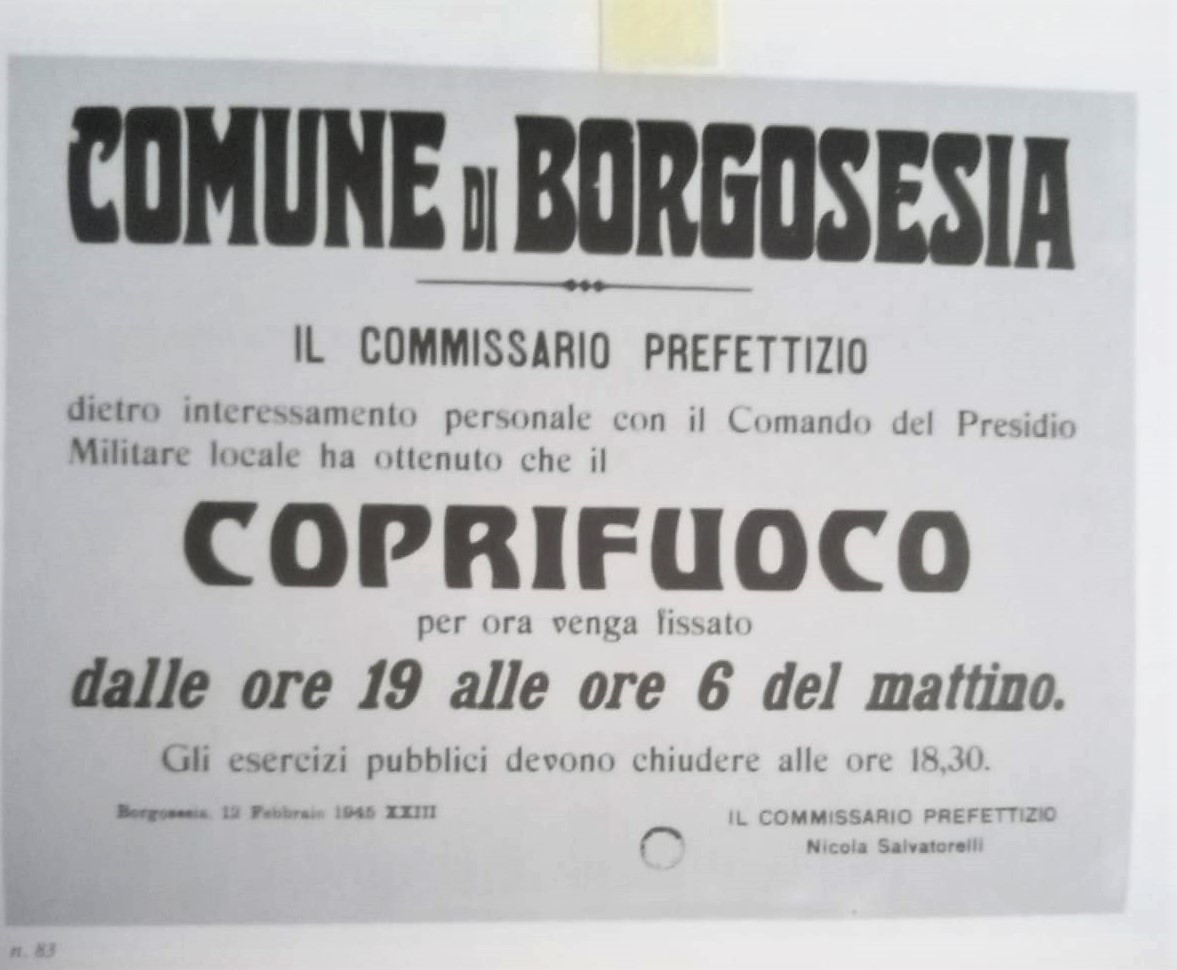 COMUNE DI BORGOSESIA
IL COMMISSARIO PREFETTIZIO
dietro interessamento personale con il Comando del Presidio
Militare locale ha ottenuto che il
COPRIFUOCO
per ora venga fissato
dalle ore 19 alle ore 6 del mattino.
Gli esercizi pubblici devono chiudere alle ore 18,30.
Borgosesia, 12 Febbraio 1945 XXIII
IL COMMISSARIO PREFETTIZIO
Nicola Salvatorelli
n. 83